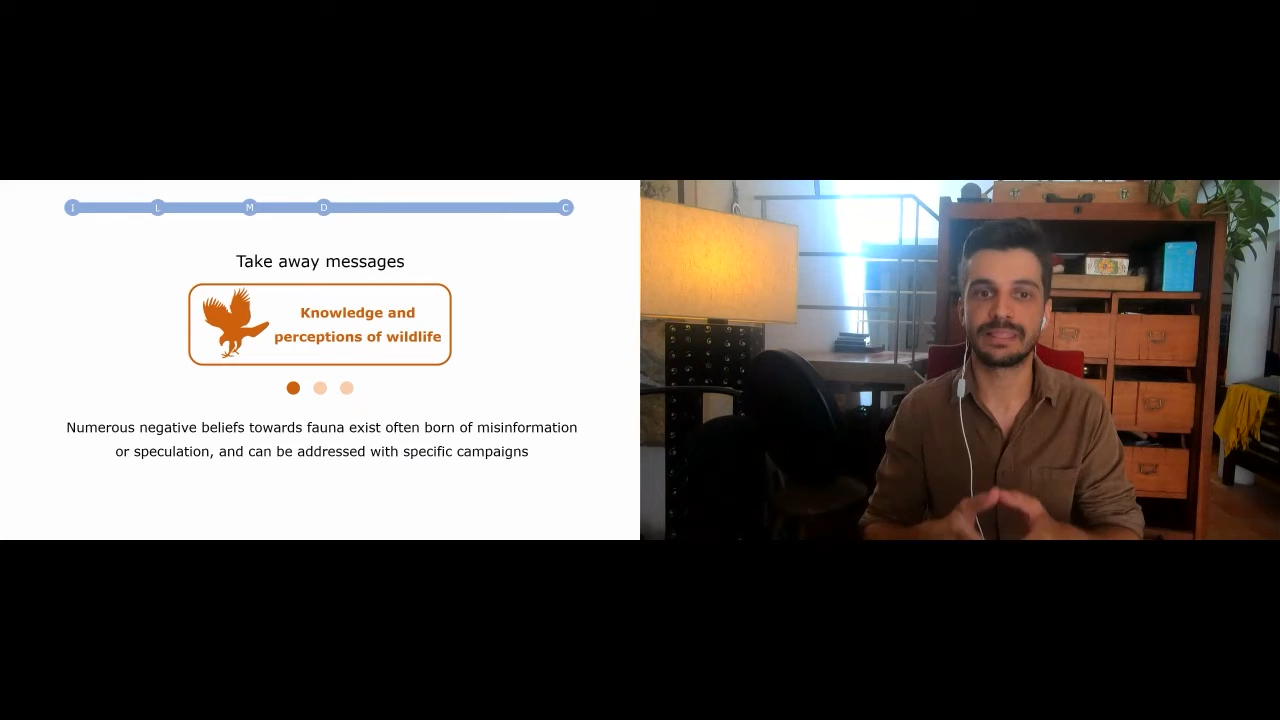 I L M D C
Take away messages
Knowledge and
perceptions of wildlife
Numerous negative beliefs towards fauna exist often born of misinformation
or speculation, and can be addressed with specific campaigns